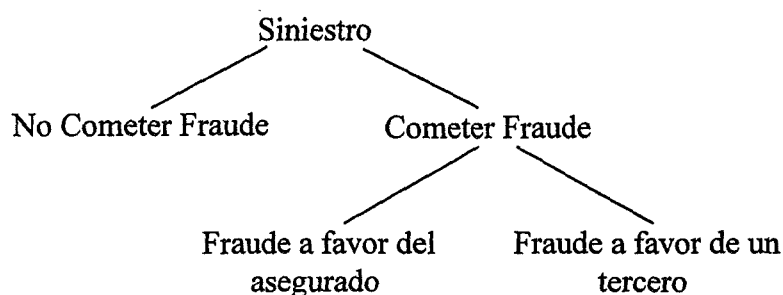 Siniestro
No Cometer Fraude
Cometer Fraude
Fraude a favor del
asegurado
Fraude a favor de un
tercero